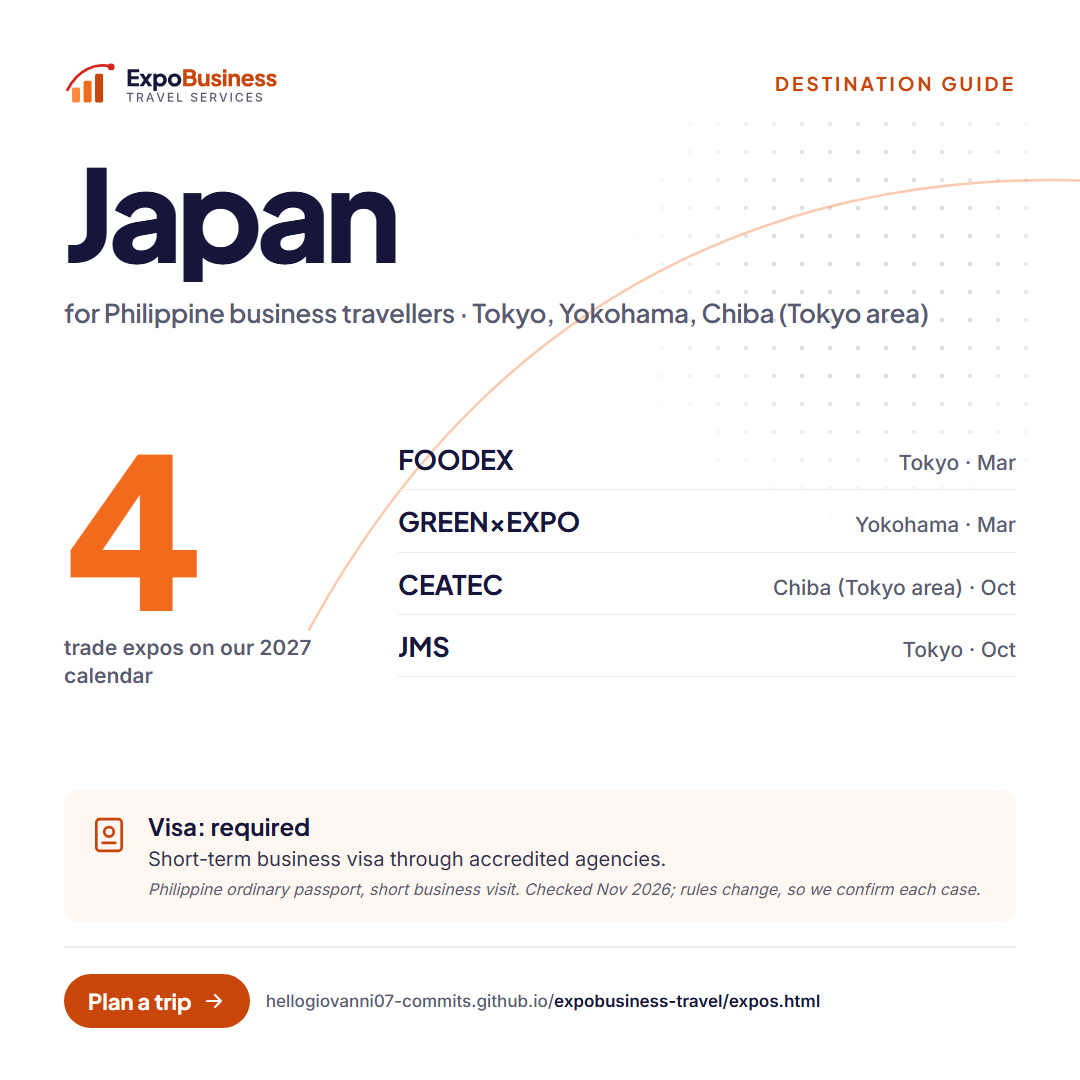 ExpoBusiness
TRAVEL SERVICES
DESTINATION GUIDE
Japan
for Philippine business travellers · Tokyo, Yokohama, Chiba (Tokyo area)
4
trade expos on our 2027
calendar
FOODEX
Tokyo · Mar
GREEN×EXPO
Yokohama · Mar
CEATEC
Chiba (Tokyo area) · Oct
JMS
Tokyo · Oct
Visa: required
Short-term business visa through accredited agencies.
Philippine ordinary passport, short business visit. Checked Nov 2026; rules change, so we confirm each case.
Plan a trip →
hellogiovanni07-commits.github.io/expobusiness-travel/expos.html